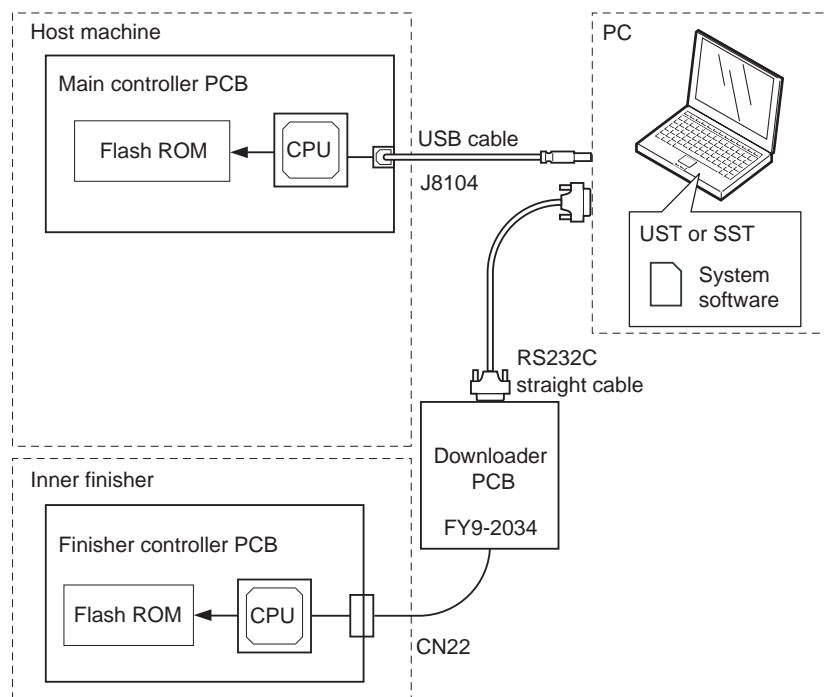 Host machine
Main controller PCB
Flash ROM
CPU
USB cable
J8104
PC
UST or SST
System
software
RS232C
straight cable
Downloader
PCB
FY9-2034
Inner finisher
Finisher controller PCB
Flash ROM
CPU
CN22